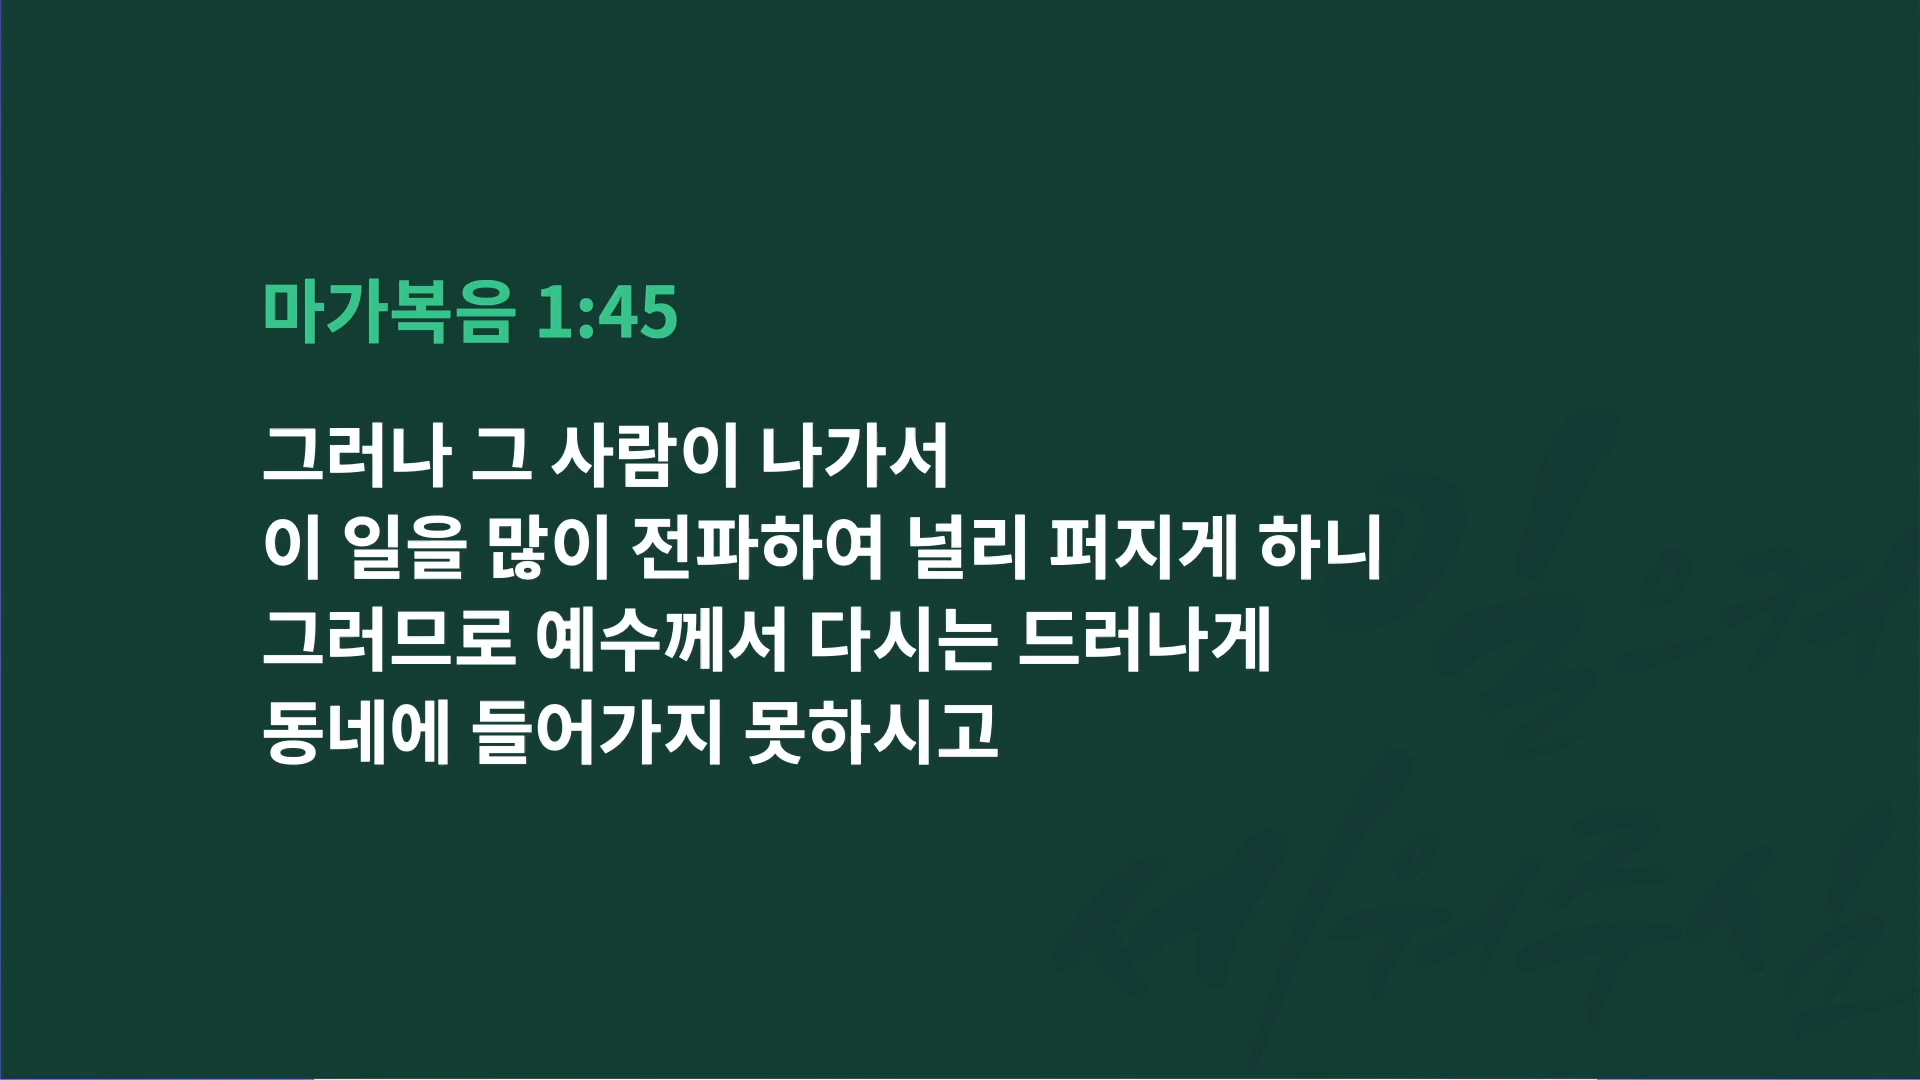 마가복음 1:45
그러나 그 사람이 나가서
이 일을 많이 전파하여 널리 퍼지게 하니
그러므로 예수께서 다시는 드러나게
동네에 들어가지 못하시고